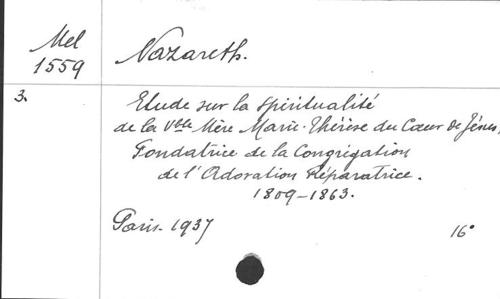 Mel
1559
Nazareth.
3.
Etude sur la spiritualité
de la Vble Mère Marie-Thérèse du Cœur de Jésus,
Fondatrice de la Congrégation
de l'Adoration Réparatrice.
1809-1863.
Paris. 1937
16°